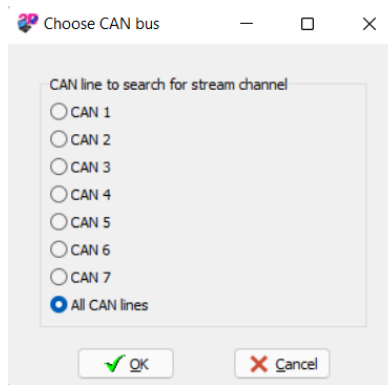 Choose CAN bus
CAN line to search for stream channel
CAN 1
CAN 2
CAN 3
CAN 4
CAN 5
CAN 6
CAN 7
All CAN lines
OK
Cancel